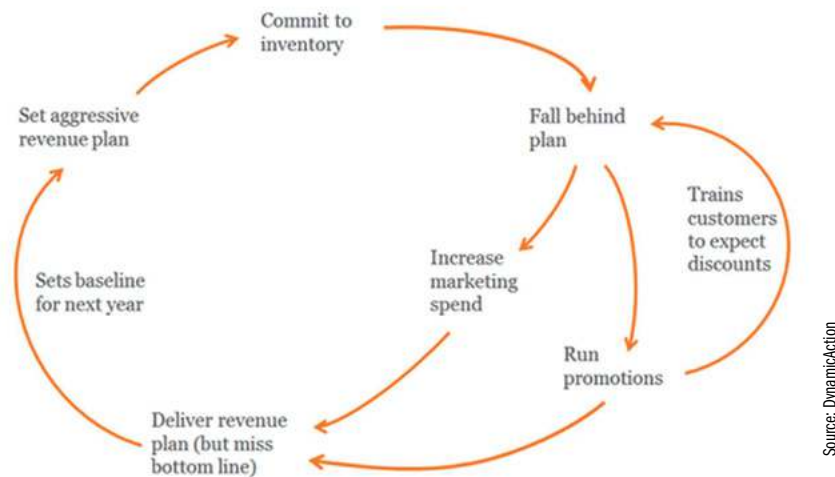 Commit to
inventory
Set aggressive
revenue plan
Fall behind
plan
Trains
customers
to expect
discounts
Increase
marketing
spend
Sets baseline
for next year
Run
promotions
Deliver revenue
plan (but miss
bottom line)
Source: DynamicAction